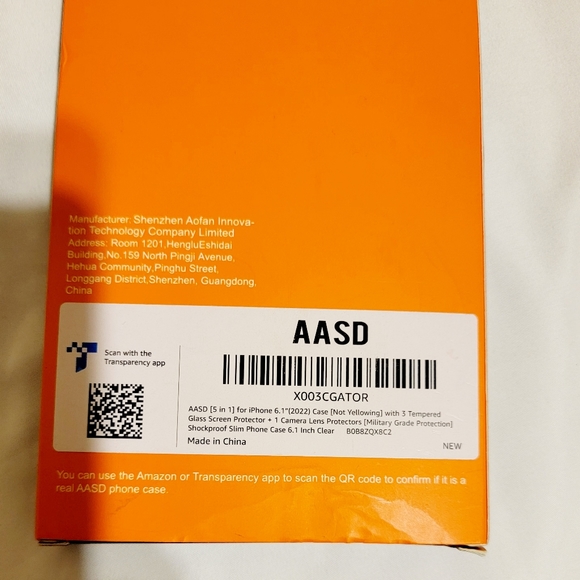 Manufacturer: Shenzhen Aofan Innova-
tion Technology Company Limited
Address: Room 1201,HengluEshidai
Building,No.159 North Pingji Avenue,
Hehua Community,Pinghu Street,
Longgang District,Shenzhen, Guangdong,
China
Scan with the
Transparency app
AASD
X003CGATOR
AASD [5 in 1] for iPhone 6.1"(2022) Case [Not Yellowing] with 3 Tempered
Glass Screen Protector + 1 Camera Lens Protectors [Military Grade Protection]
Shockproof Slim Phone Case 6.1 Inch Clear B0B8ZQX8C2
Made in China
NEW
You can use the Amazon or Transparency app to scan the QR code to confirm if it is a
real AASD phone case.